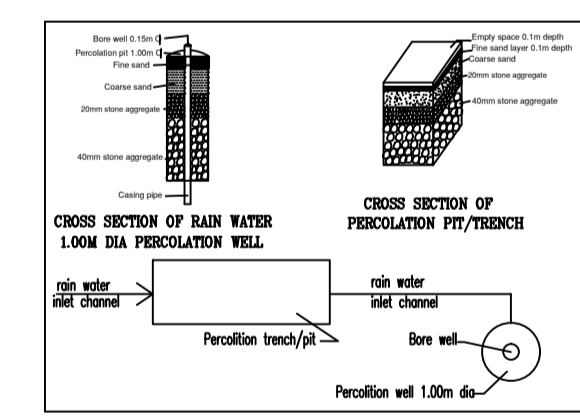 Bore well 0.15m
Percolation pit 1.00m
Fine sand
Coarse sand
20mm stone aggregate
40mm stone aggregate
Casing pipe
CROSS SECTION OF RAIN WATER
1.00M DIA PERCOLATION WELL
Empty space 0.1m depth
Fine sand layer 0.1m depth
Coarse sand
20mm stone aggregate
40mm stone aggregate
CROSS SECTION OF
PERCOLATION PIT/TRENCH
rain water
inlet channel
Percolition trench/pit
rain water
inlet channel
Bore well
Percolition well 1.00m dia